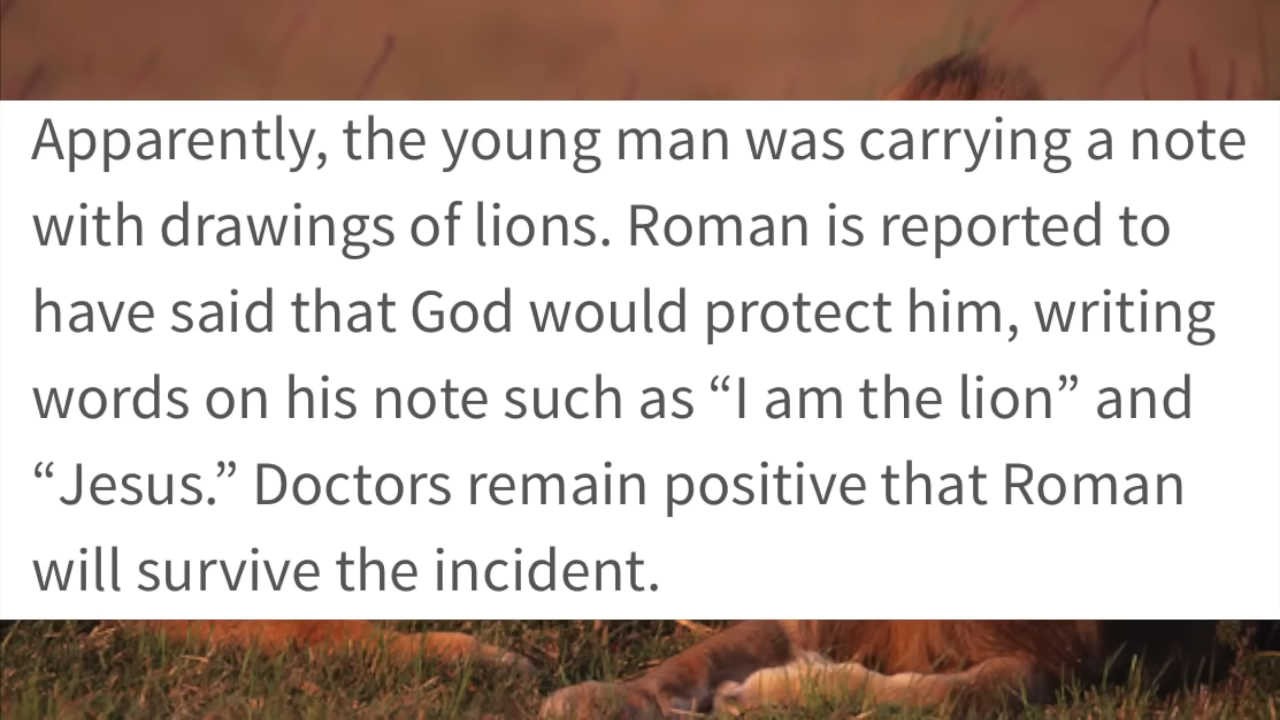 Apparently, the young man was carrying a note
with drawings of lions. Roman is reported to
have said that God would protect him, writing
words on his note such as “I am the lion” and
“Jesus.” Doctors remain positive that Roman
will survive the incident.